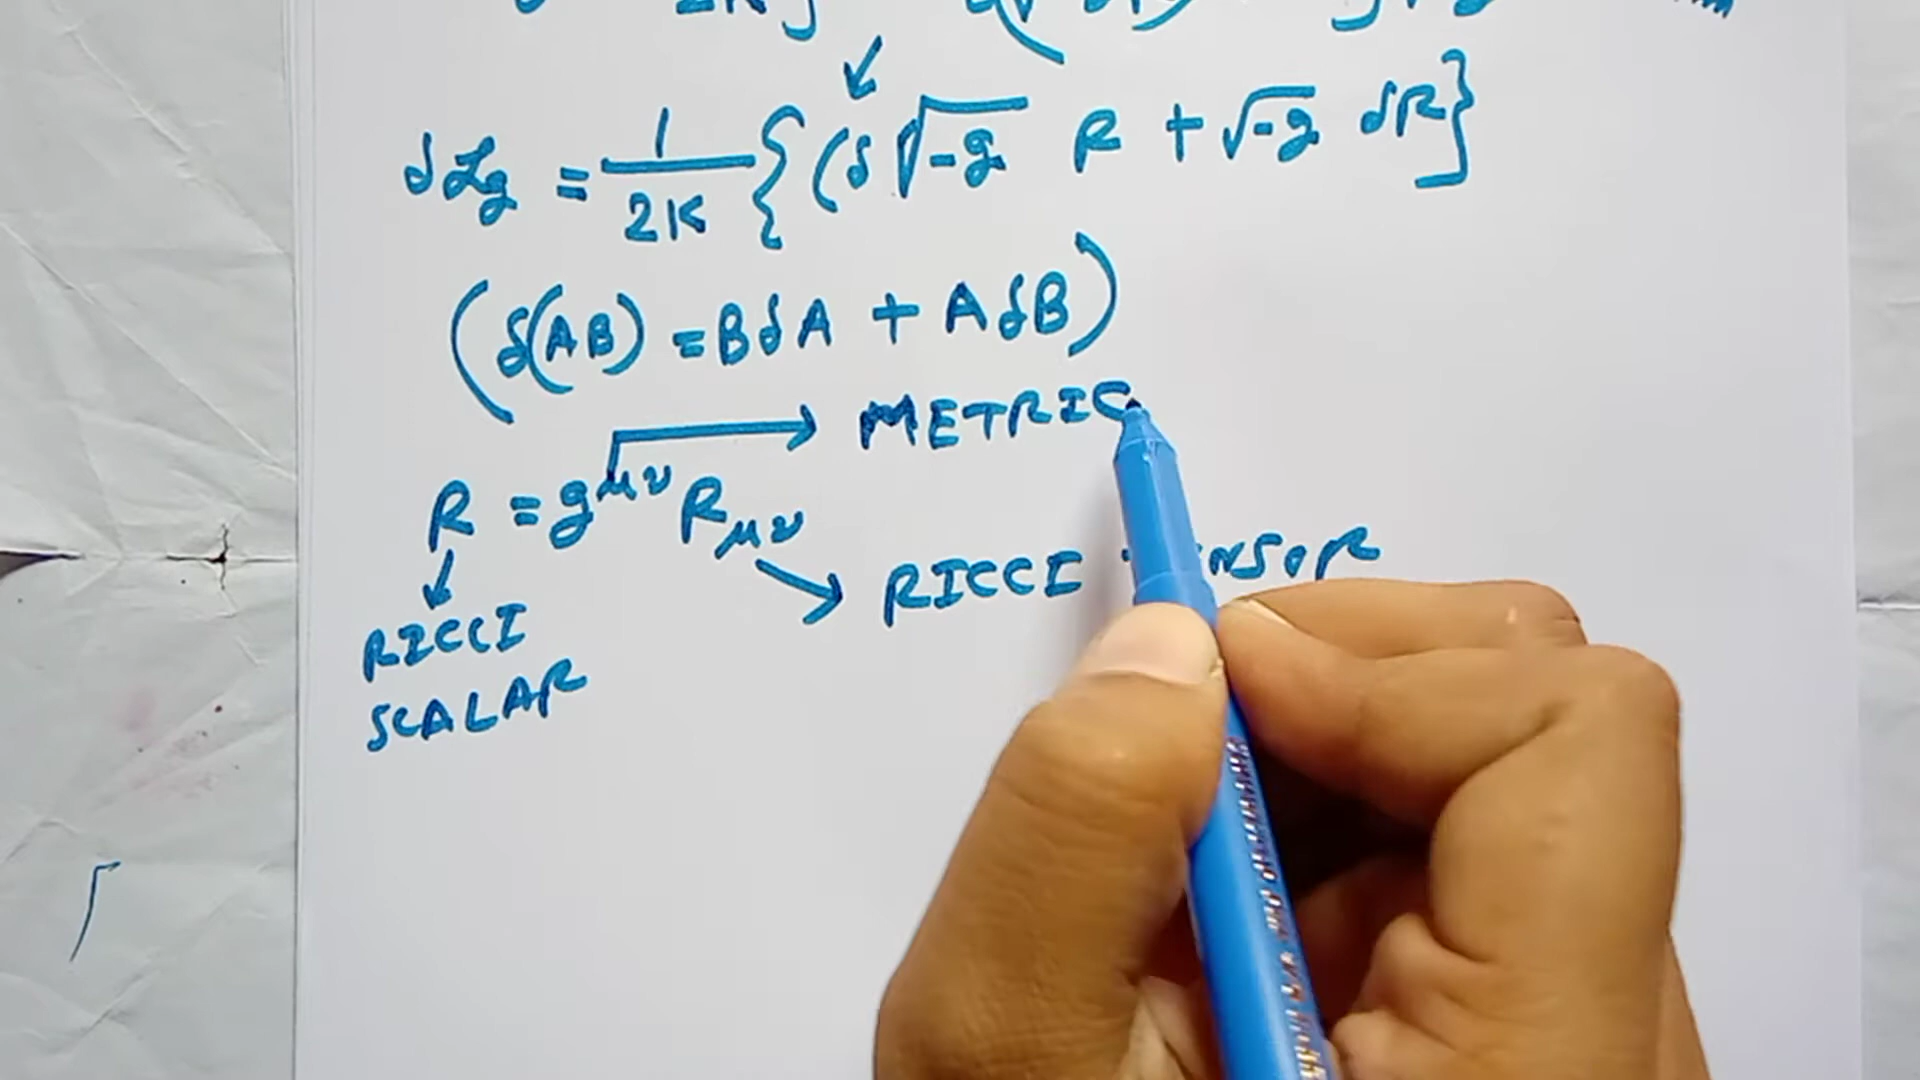 δℒg = 1/2K {(δ√-g R + √-g δR}
(δ(AB) = BδA + AδB)
→ METRIC
R = g^μν R_μν
→ RICCI
RICCI
SCALAR